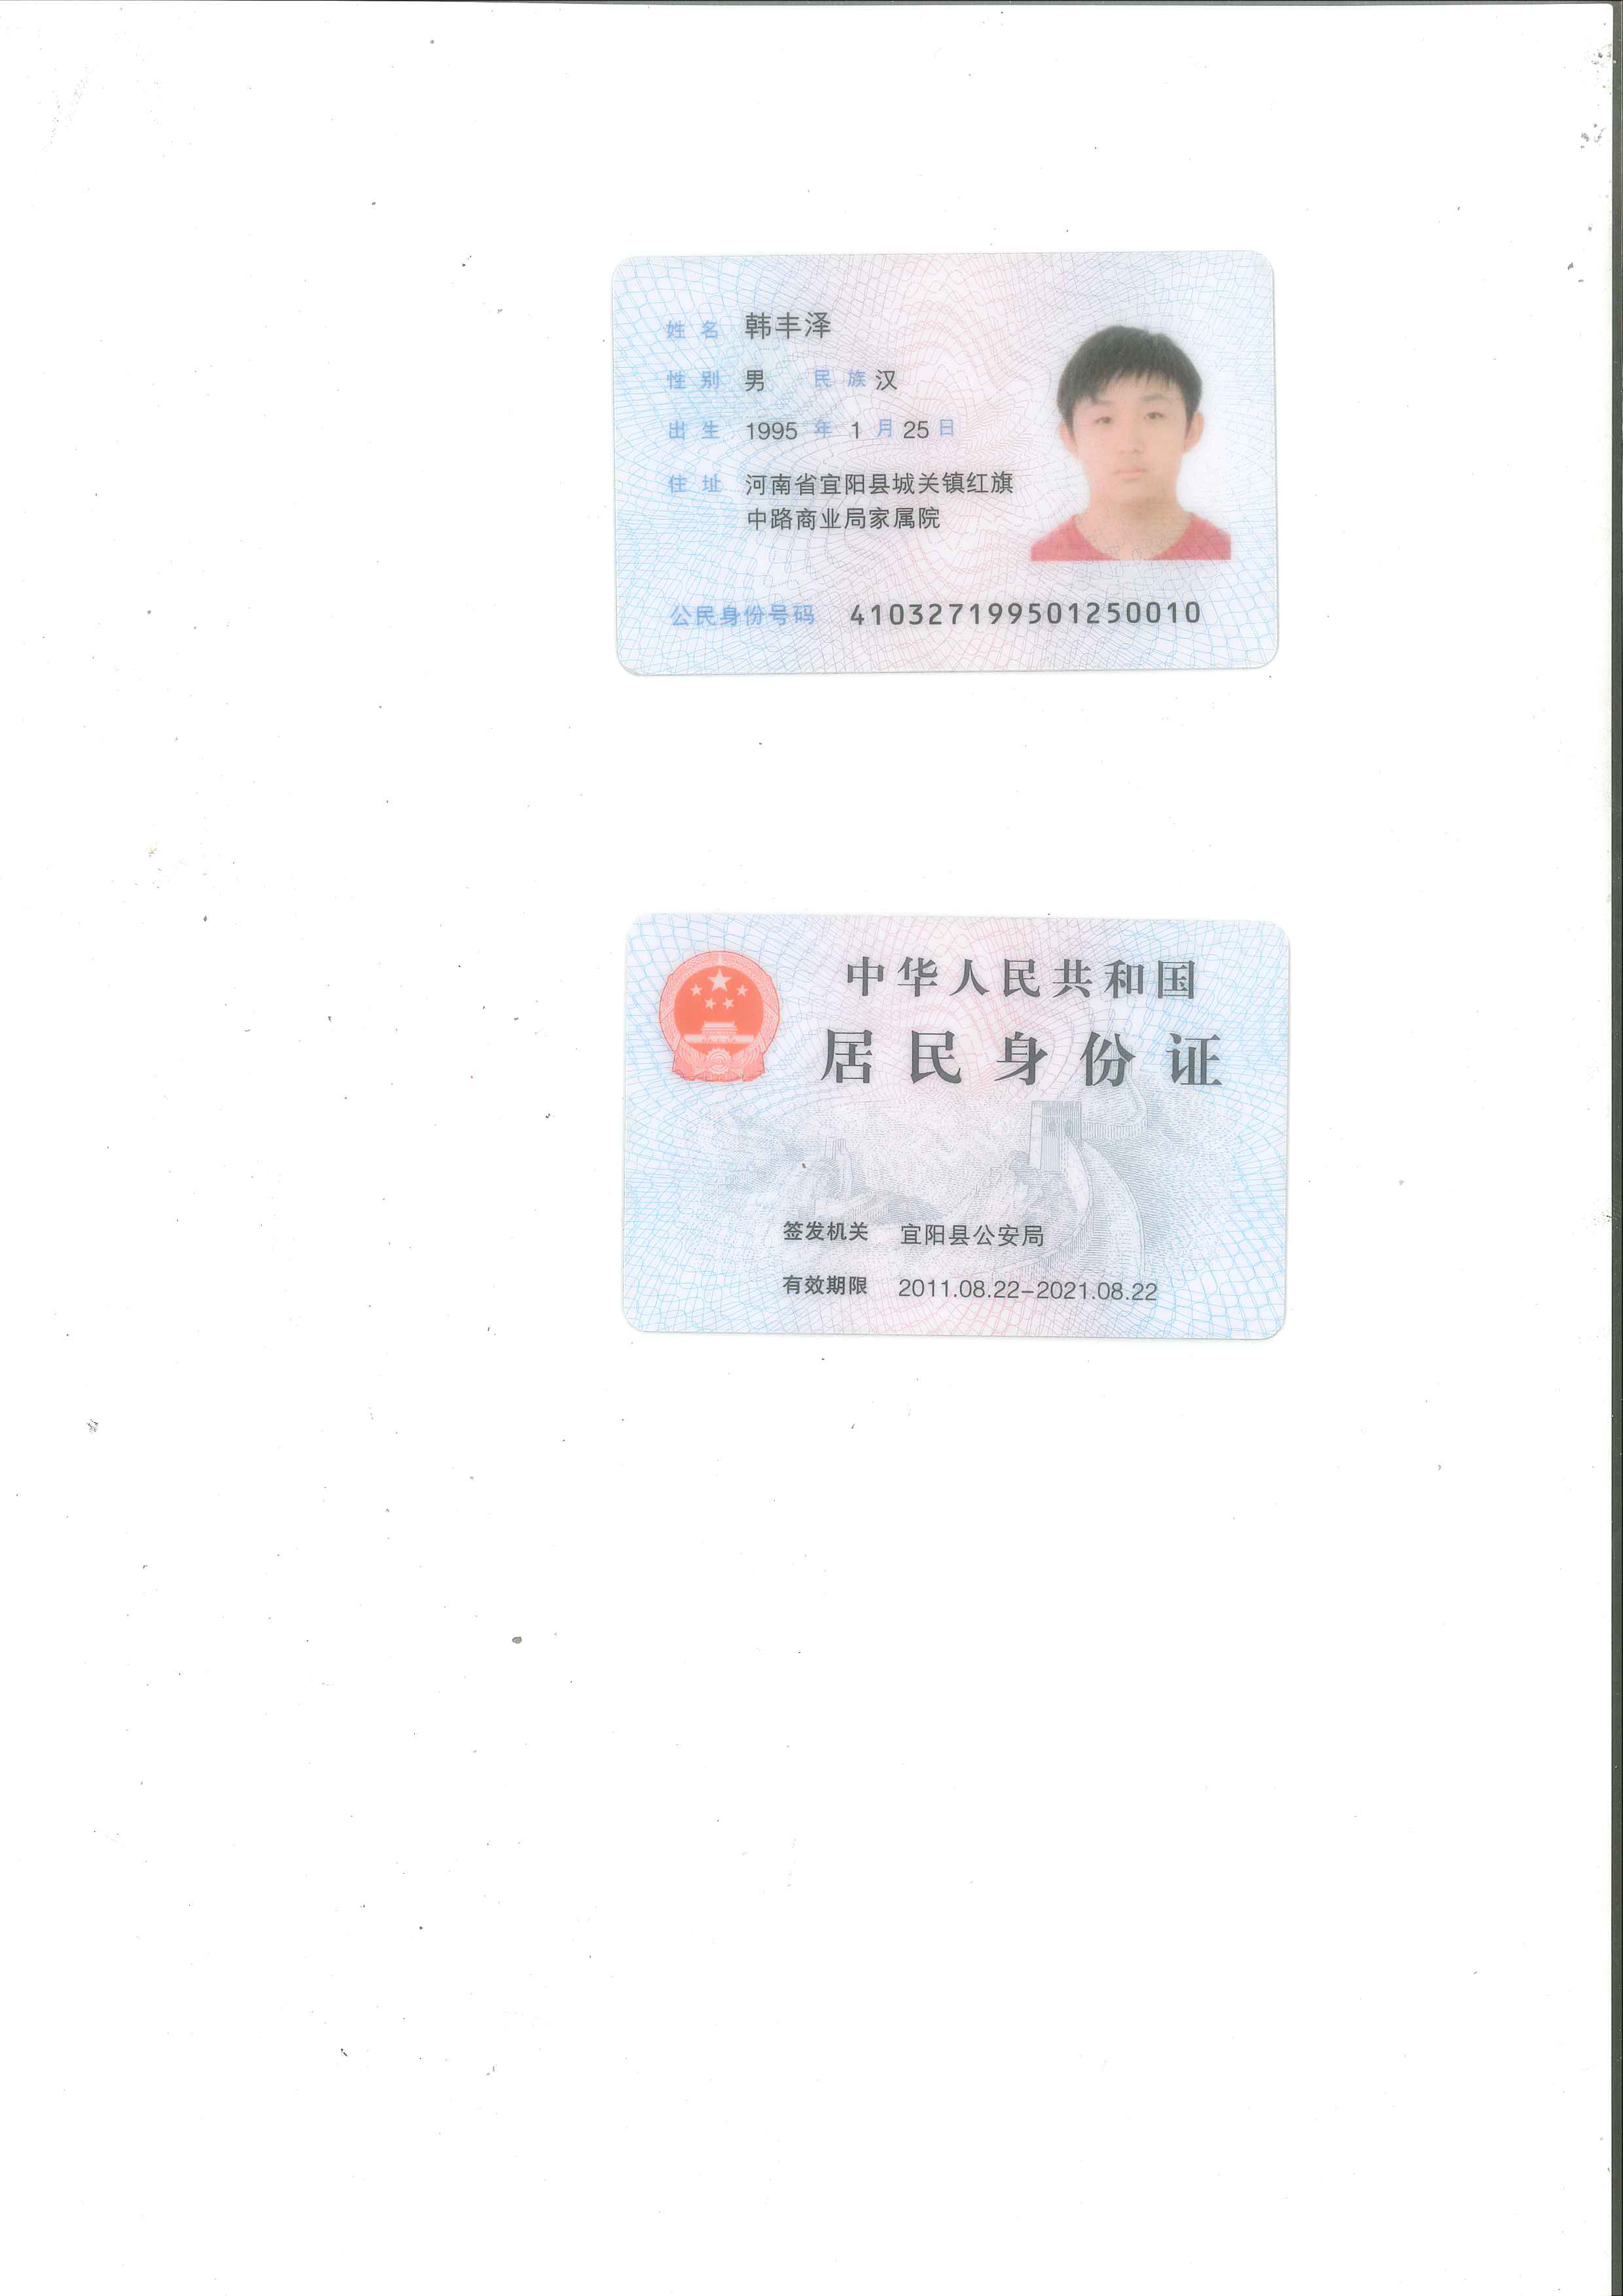 姓名 韩丰泽
性别 男 民族 汉
出生 1995 年 1 月 25 日
住址 河南省宜阳县城关镇红旗
中路商业局家属院
公民身份号码 410327199501250010
中华人民共和国
居民身份证
签发机关 宜阳县公安局
有效期限 2011.08.22-2021.08.22